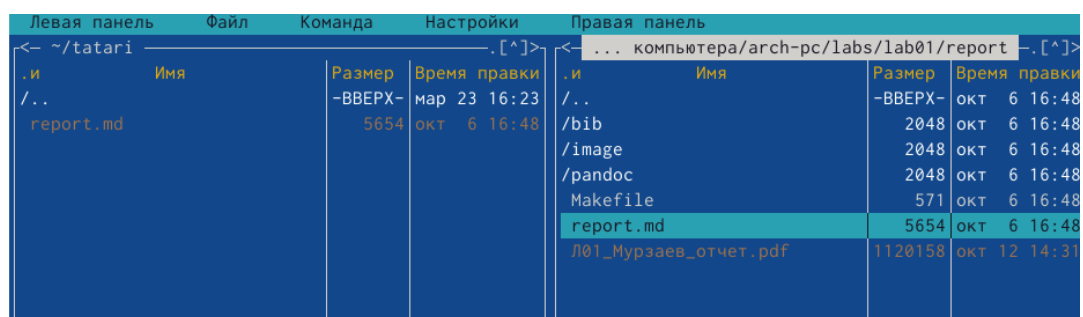 Левая панель Файл Команда Настройки Правая панель
<— ~/tatari .[^]> <— ... компьютера/arch-pc/labs/lab01/report .[^]>
.и Имя Размер Время правки .и Имя Размер Время правки
/.. -ВВЕРХ- мар 23 16:23 /.. -ВВЕРХ- окт 6 16:48
report.md 5654 окт 6 16:48 /bib 2048 окт 6 16:48
/image 2048 окт 6 16:48
/pandoc 2048 окт 6 16:48
Makefile 571 окт 6 16:48
report.md 5654 окт 6 16:48
Л01_Мурзаев_отчет.pdf 1120158 окт 12 14:31